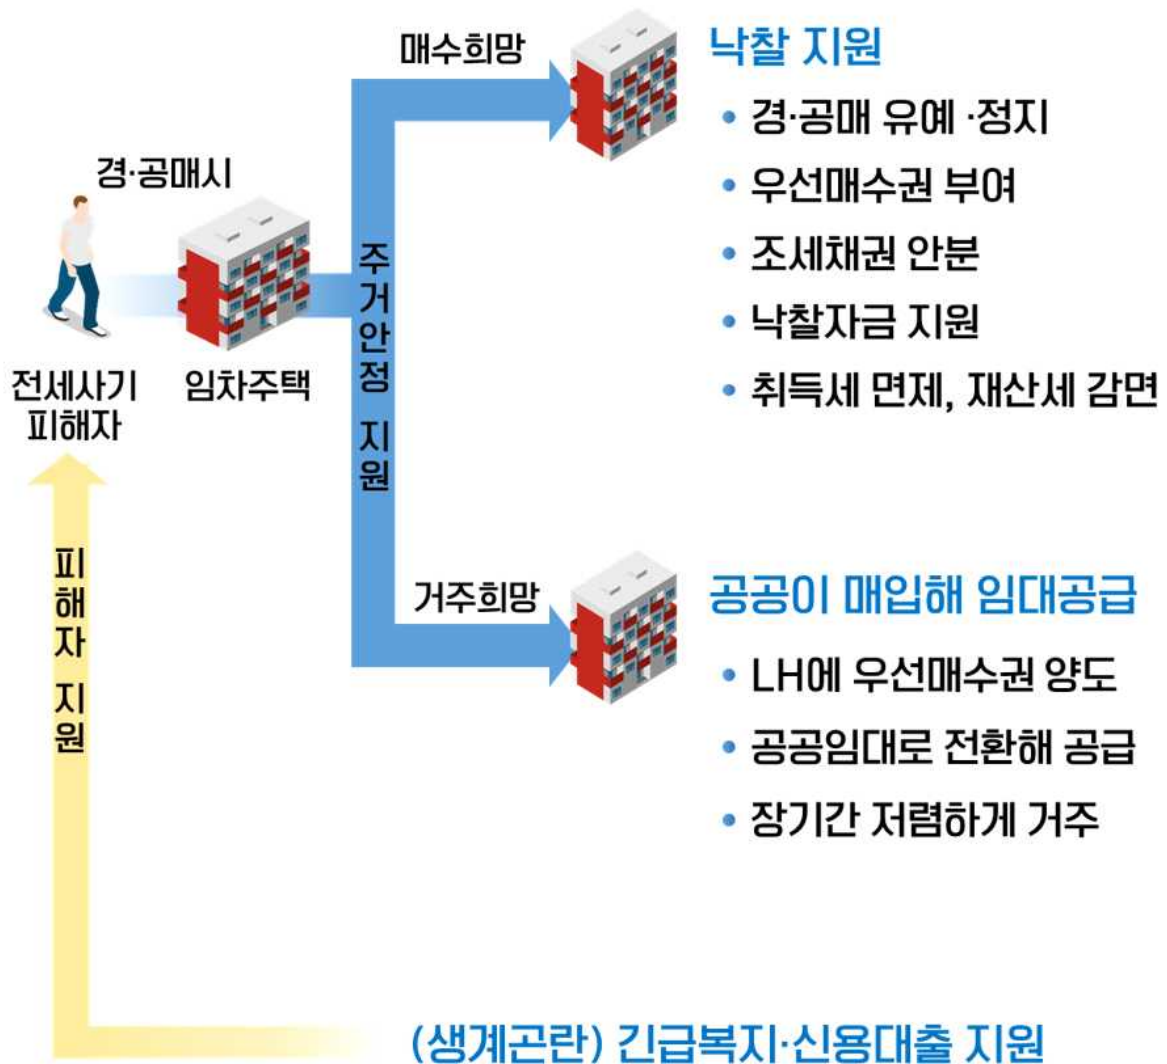 매수희망
낙찰 지원
• 경·공매 유예 ·정지
• 우선매수권 부여
• 조세채권 안분
• 낙찰자금 지원
• 취득세 면제, 재산세 감면
경·공매시
전세사기
피해자
임차주택
주거안정 지원
거주희망
공공이 매입해 임대공급
• LH에 우선매수권 양도
• 공공임대로 전환해 공급
• 장기간 저렴하게 거주
피해자 지원
(생계곤란) 긴급복지·신용대출 지원